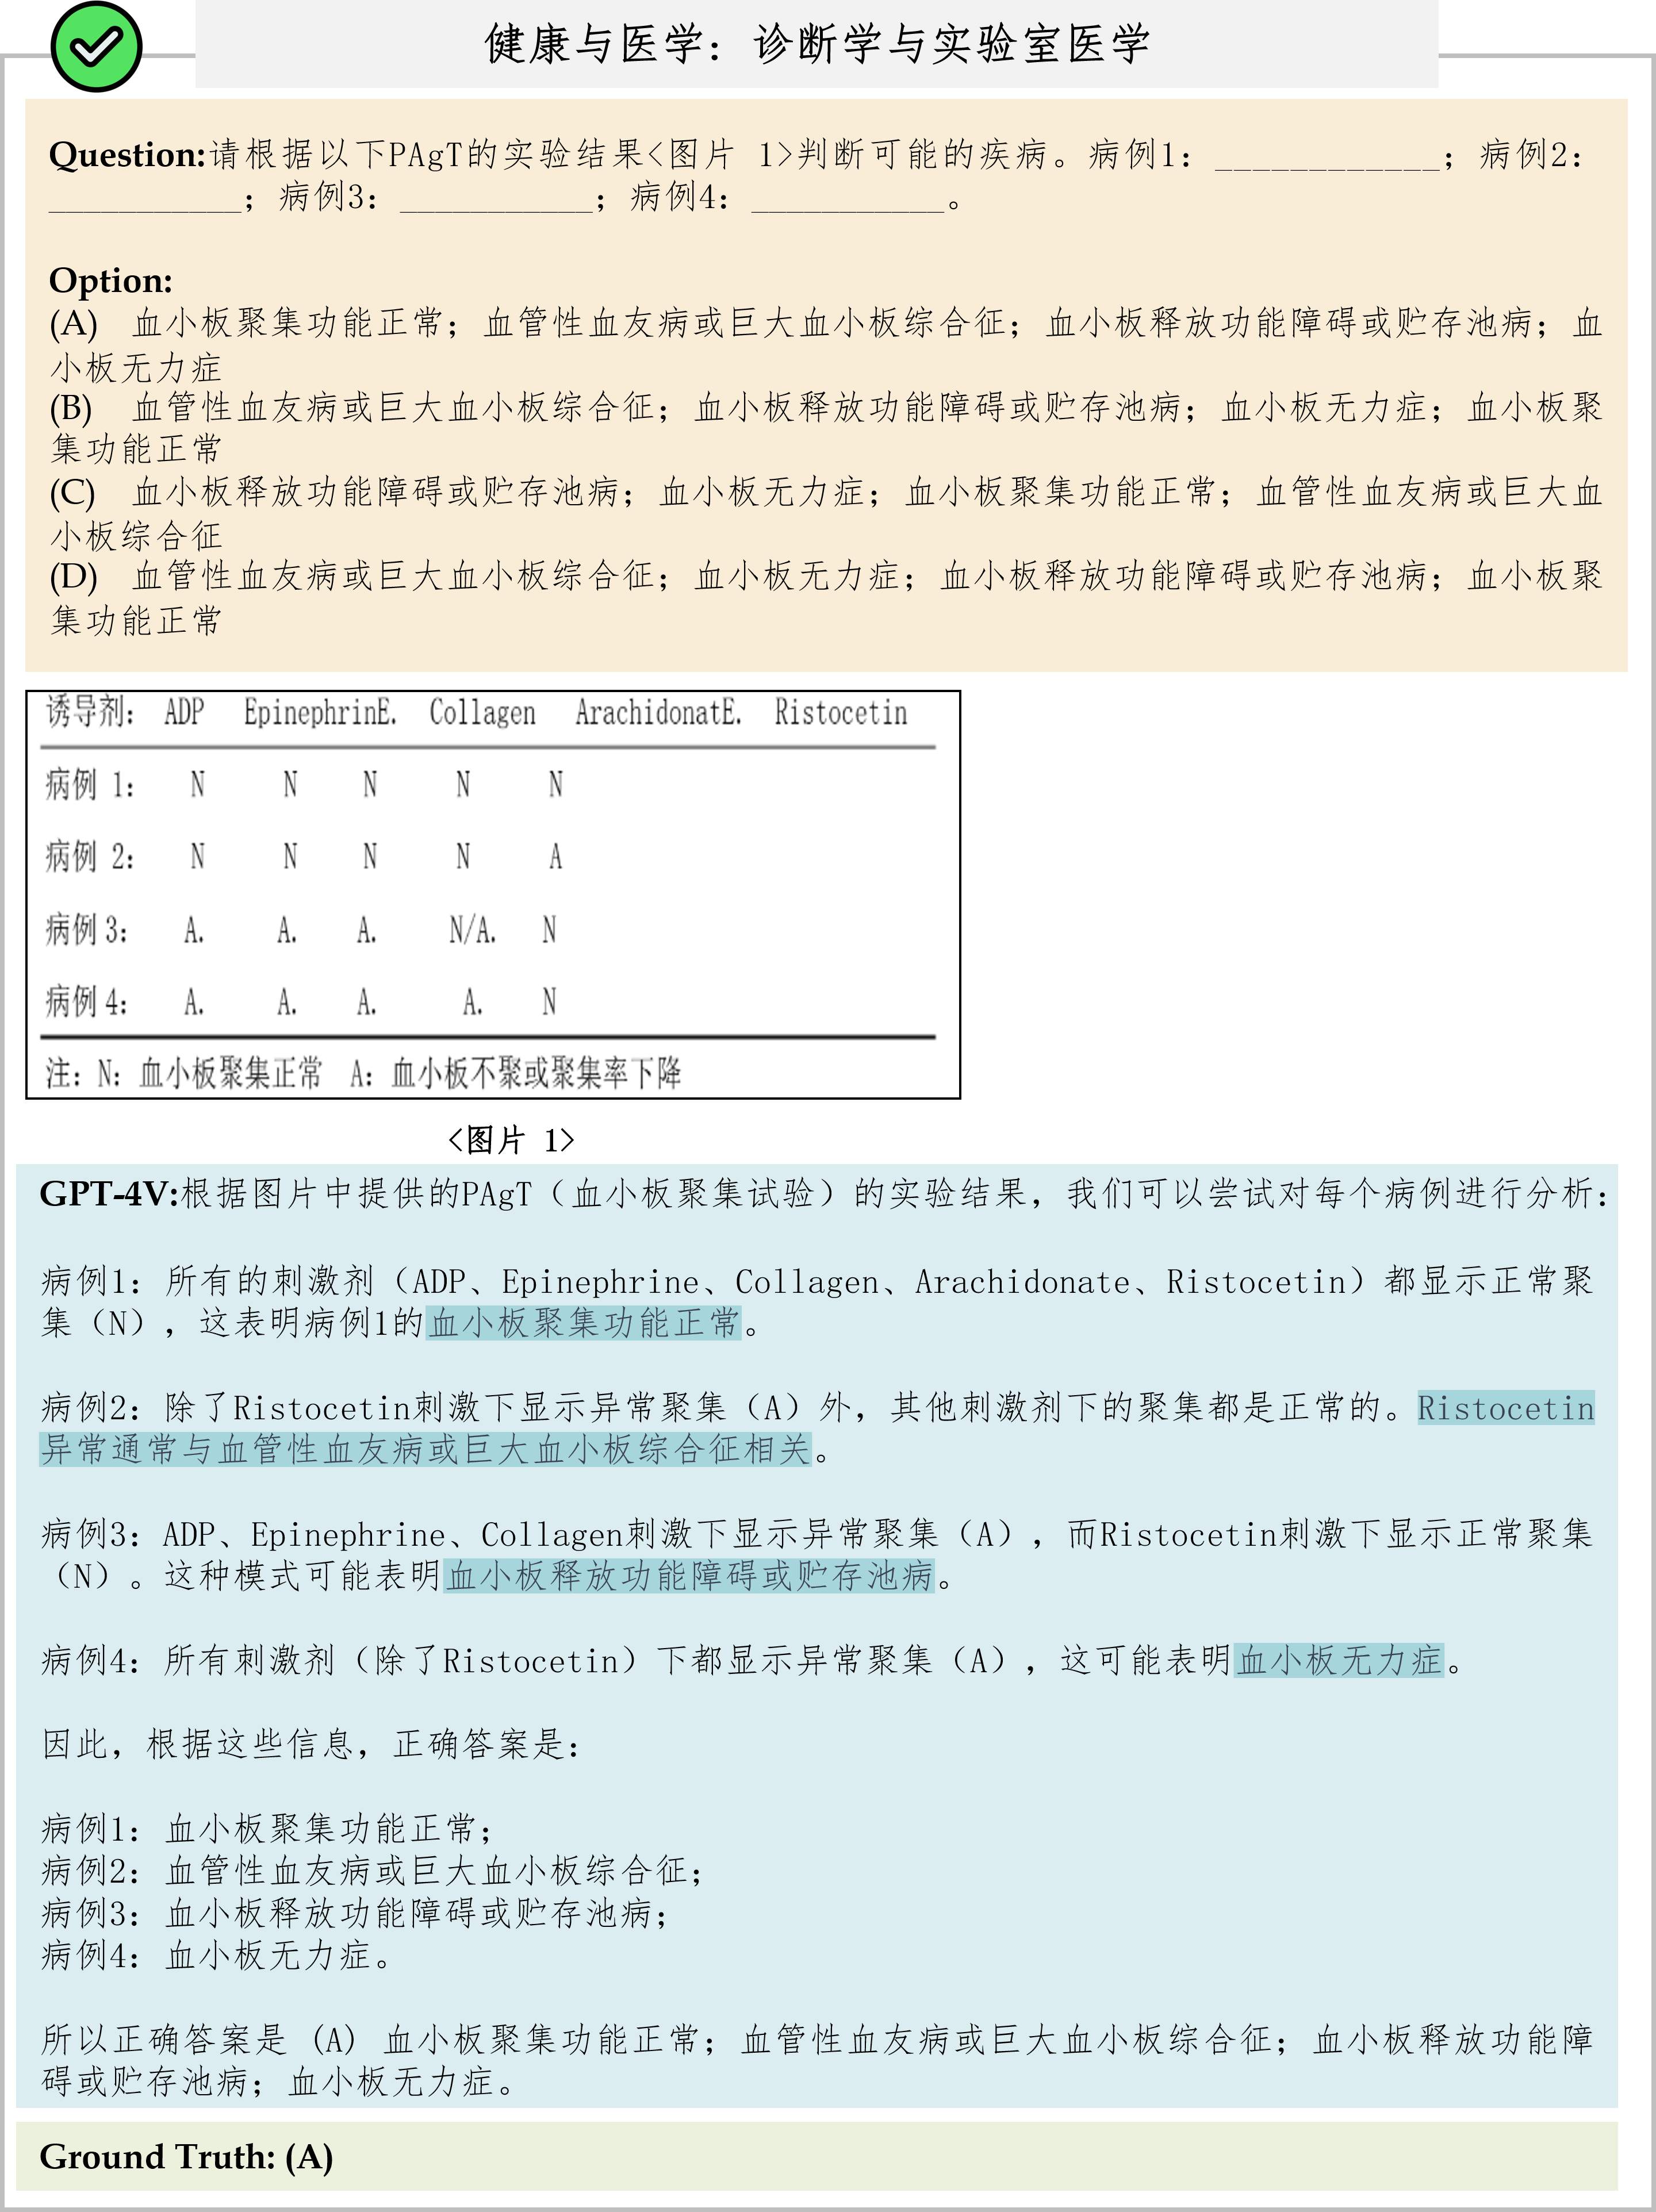 健康与医学：诊断学与实验室医学
Question:请根据以下PAgT的实验结果<图片 1>判断可能的疾病。病例1：____________；病例2：
__________；病例3：__________；病例4：__________。
Option:
(A) 血小板聚集功能正常；血管性血友病或巨大血小板综合征；血小板释放功能障碍或贮存池病；血
小板无力症
(B) 血管性血友病或巨大血小板综合征；血小板释放功能障碍或贮存池病；血小板无力症；血小板聚
集功能正常
(C) 血小板释放功能障碍或贮存池病；血小板无力症；血小板聚集功能正常；血管性血友病或巨大血
小板综合征
(D) 血管性血友病或巨大血小板综合征；血小板无力症；血小板释放功能障碍或贮存池病；血小板聚
集功能正常
诱导剂： ADP EpinephrinE. Collagen ArachidonatE. Ristocetin
病例 1： N N N N N
病例 2： N N N N A
病例 3： A. A. A. N/A. N
病例 4： A. A. A. A. N
注：N：血小板聚集正常 A：血小板不聚或聚集率下降
<图片 1>
GPT-4V:根据图片中提供的PAgT（血小板聚集试验）的实验结果，我们可以尝试对每个病例进行分析：
病例1：所有的刺激剂（ADP、Epinephrine、Collagen、Arachidonate、Ristocetin）都显示正常聚
集（N），这表明病例1的血小板聚集功能正常。
病例2：除了Ristocetin刺激下显示异常聚集（A）外，其他刺激剂下的聚集都是正常的。Ristocetin
异常通常与血管性血友病或巨大血小板综合征相关。
病例3：ADP、Epinephrine、Collagen刺激下显示异常聚集（A），而Ristocetin刺激下显示正常聚集
（N）。这种模式可能表明血小板释放功能障碍或贮存池病。
病例4：所有刺激剂（除了Ristocetin）下都显示异常聚集（A），这可能表明血小板无力症。
因此，根据这些信息，正确答案是：
病例1：血小板聚集功能正常；
病例2：血管性血友病或巨大血小板综合征；
病例3：血小板释放功能障碍或贮存池病；
病例4：血小板无力症。
所以正确答案是 (A) 血小板聚集功能正常；血管性血友病或巨大血小板综合征；血小板释放功能障
碍或贮存池病；血小板无力症。
Ground Truth: (A)